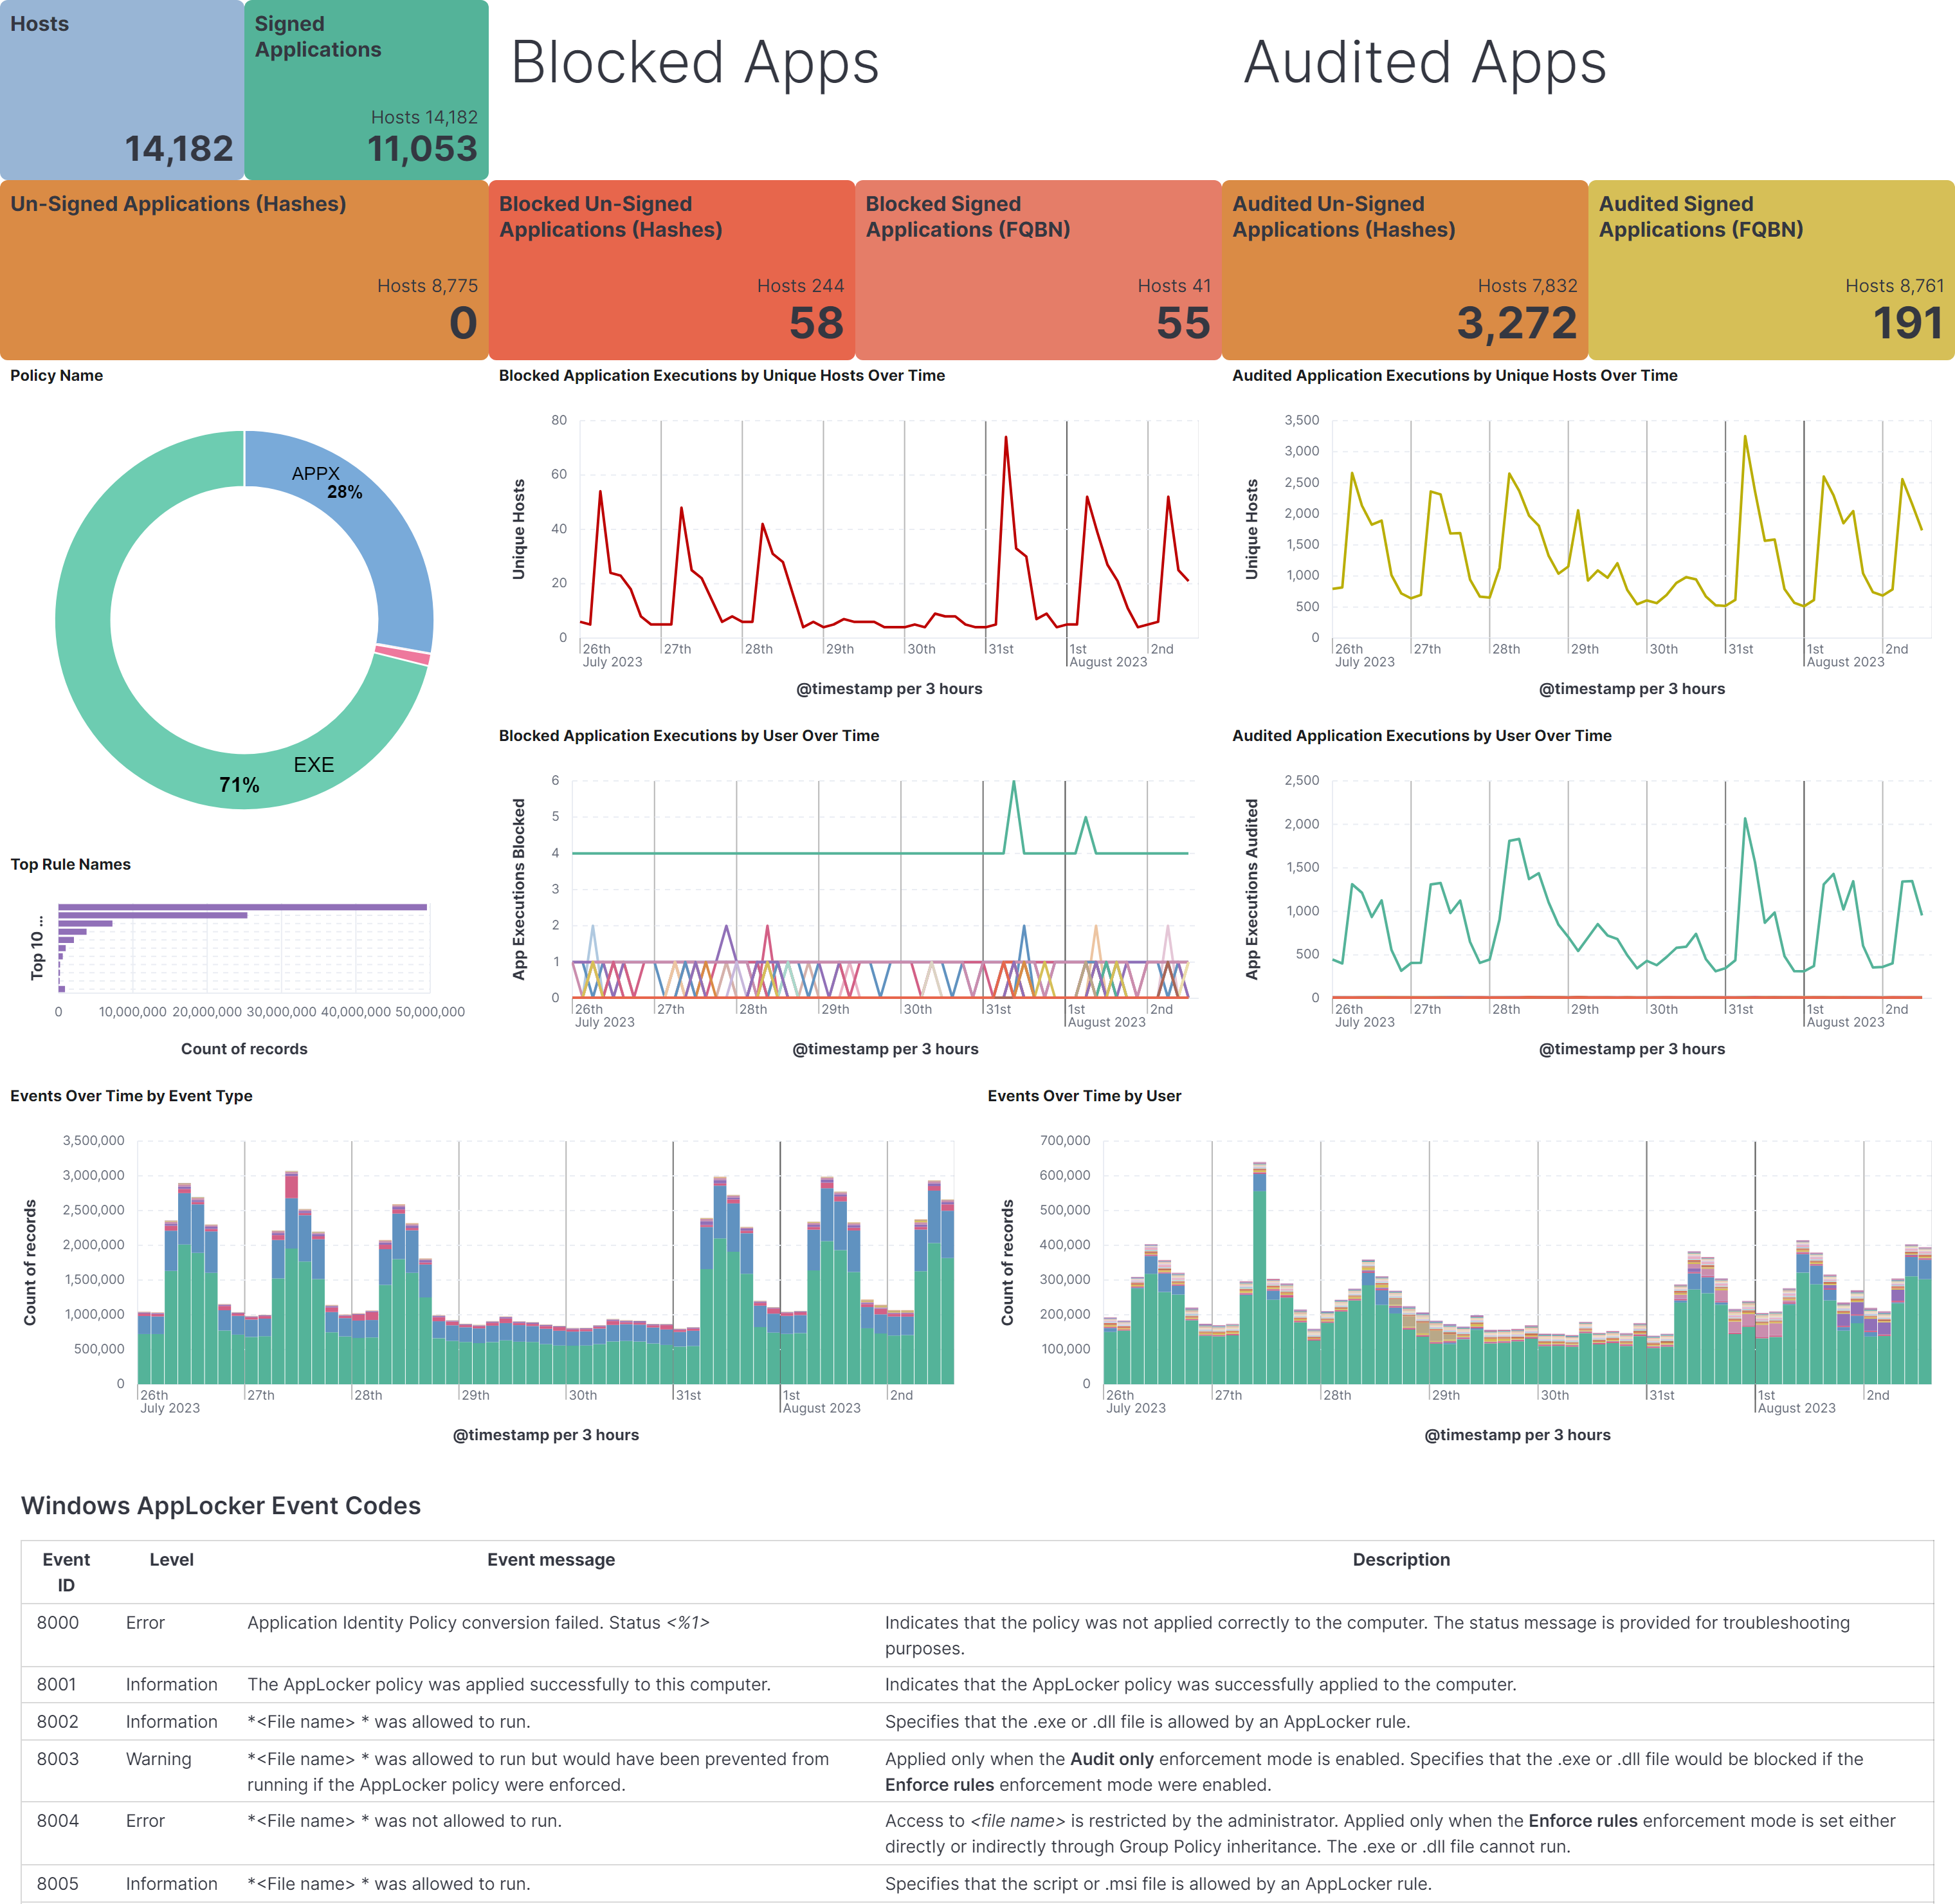 Hosts
14,182
Signed
Applications
Hosts 14,182
11,053
Blocked Apps
Audited Apps
Un-Signed Applications (Hashes)
Hosts 8,775
0
Blocked Un-Signed
Applications (Hashes)
Hosts 244
58
Blocked Signed
Applications (FQBN)
Hosts 41
55
Audited Un-Signed
Applications (Hashes)
Hosts 7,832
3,272
Audited Signed
Applications (FQBN)
Hosts 8,761
191
Policy Name
APPX
28%
EXE
71%
Blocked Application Executions by Unique Hosts Over Time
Unique Hosts
80
60
40
20
0
26th 27th 28th 29th 30th 31st 1st 2nd
July 2023 August 2023
@timestamp per 3 hours
Audited Application Executions by Unique Hosts Over Time
Unique Hosts
3,500
3,000
2,500
2,000
1,500
1,000
500
0
26th 27th 28th 29th 30th 31st 1st 2nd
July 2023 August 2023
@timestamp per 3 hours
Top Rule Names
Top 10 ...
0 10,000,000 20,000,000 30,000,000 40,000,000 50,000,000
Count of records
Blocked Application Executions by User Over Time
App Executions Blocked
6
5
4
3
2
1
0
26th 27th 28th 29th 30th 31st 1st 2nd
July 2023 August 2023
@timestamp per 3 hours
Audited Application Executions by User Over Time
App Executions Audited
2,500
2,000
1,500
1,000
500
0
26th 27th 28th 29th 30th 31st 1st 2nd
July 2023 August 2023
@timestamp per 3 hours
Events Over Time by Event Type
Count of records
3,500,000
3,000,000
2,500,000
2,000,000
1,500,000
1,000,000
500,000
0
26th 27th 28th 29th 30th 31st 1st 2nd
July 2023 August 2023
@timestamp per 3 hours
Events Over Time by User
Count of records
700,000
600,000
500,000
400,000
300,000
200,000
100,000
0
26th 27th 28th 29th 30th 31st 1st 2nd
July 2023 August 2023
@timestamp per 3 hours
Windows AppLocker Event Codes
Event Level Event message Description
ID
8000 Error Application Identity Policy conversion failed. Status <%1> Indicates that the policy was not applied correctly to the computer. The status message is provided for troubleshooting
purposes.
8001 Information The AppLocker policy was applied successfully to this computer. Indicates that the AppLocker policy was successfully applied to the computer.
8002 Information *<File name> * was allowed to run. Specifies that the .exe or .dll file is allowed by an AppLocker rule.
8003 Warning *<File name> * was allowed to run but would have been prevented from Applied only when the Audit only enforcement mode is enabled. Specifies that the .exe or .dll file would be blocked if the
running if the AppLocker policy were enforced. Enforce rules enforcement mode were enabled.
8004 Error *<File name> * was not allowed to run. Access to <file name> is restricted by the administrator. Applied only when the Enforce rules enforcement mode is set either
directly or indirectly through Group Policy inheritance. The .exe or .dll file cannot run.
8005 Information *<File name> * was allowed to run. Specifies that the script or .msi file is allowed by an AppLocker rule.